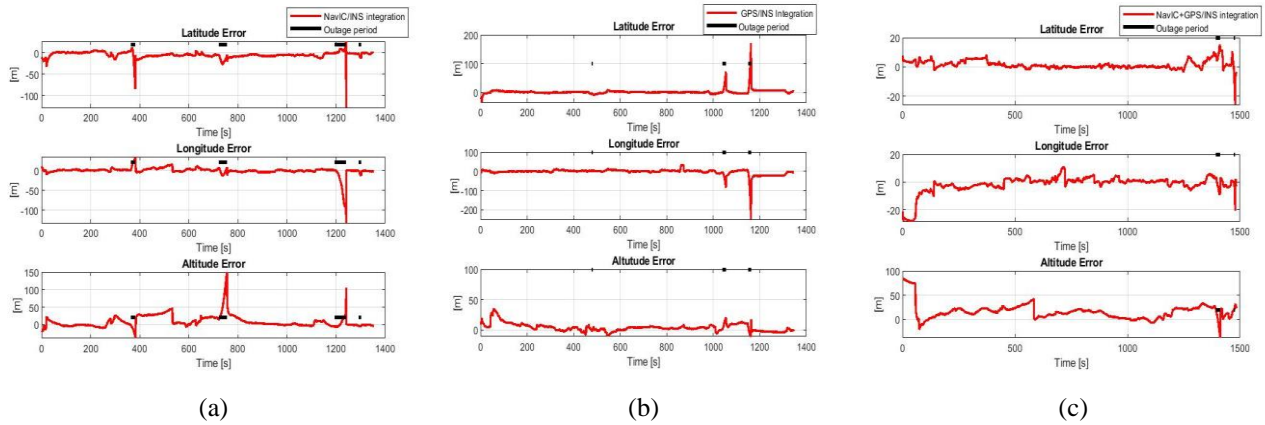 NavIC/INS integration
Outage period
Latitude Error
[m]
0
-50
-100
0 200 400 600 800 1000 1200 1400
Time [s]
Longitude Error
[m]
0
-50
-100
0 200 400 600 800 1000 1200 1400
Time [s]
Altitude Error
[m]
150
100
50
0
0 200 400 600 800 1000 1200 1400
Time [s]
(a)
GPS/INS Integration
Outage period
Latitude Error
[m]
200
100
0
0 200 400 600 800 1000 1200 1400
Time [s]
Longitude Error
[m]
100
0
-100
-200
0 200 400 600 800 1000 1200 1400
Time [s]
Altutude Error
[m]
100
50
0
0 200 400 600 800 1000 1200 1400
Time [s]
(b)
NavIC+GPS/INS integration
Outage period
Latitude Error
[m]
20
0
-20
0 500 1000 1500
Time [s]
Longitude Error
[m]
20
0
-20
0 500 1000 1500
Time [s]
Altitude Error
[m]
100
50
0
0 500 1000 1500
Time [s]
(c)